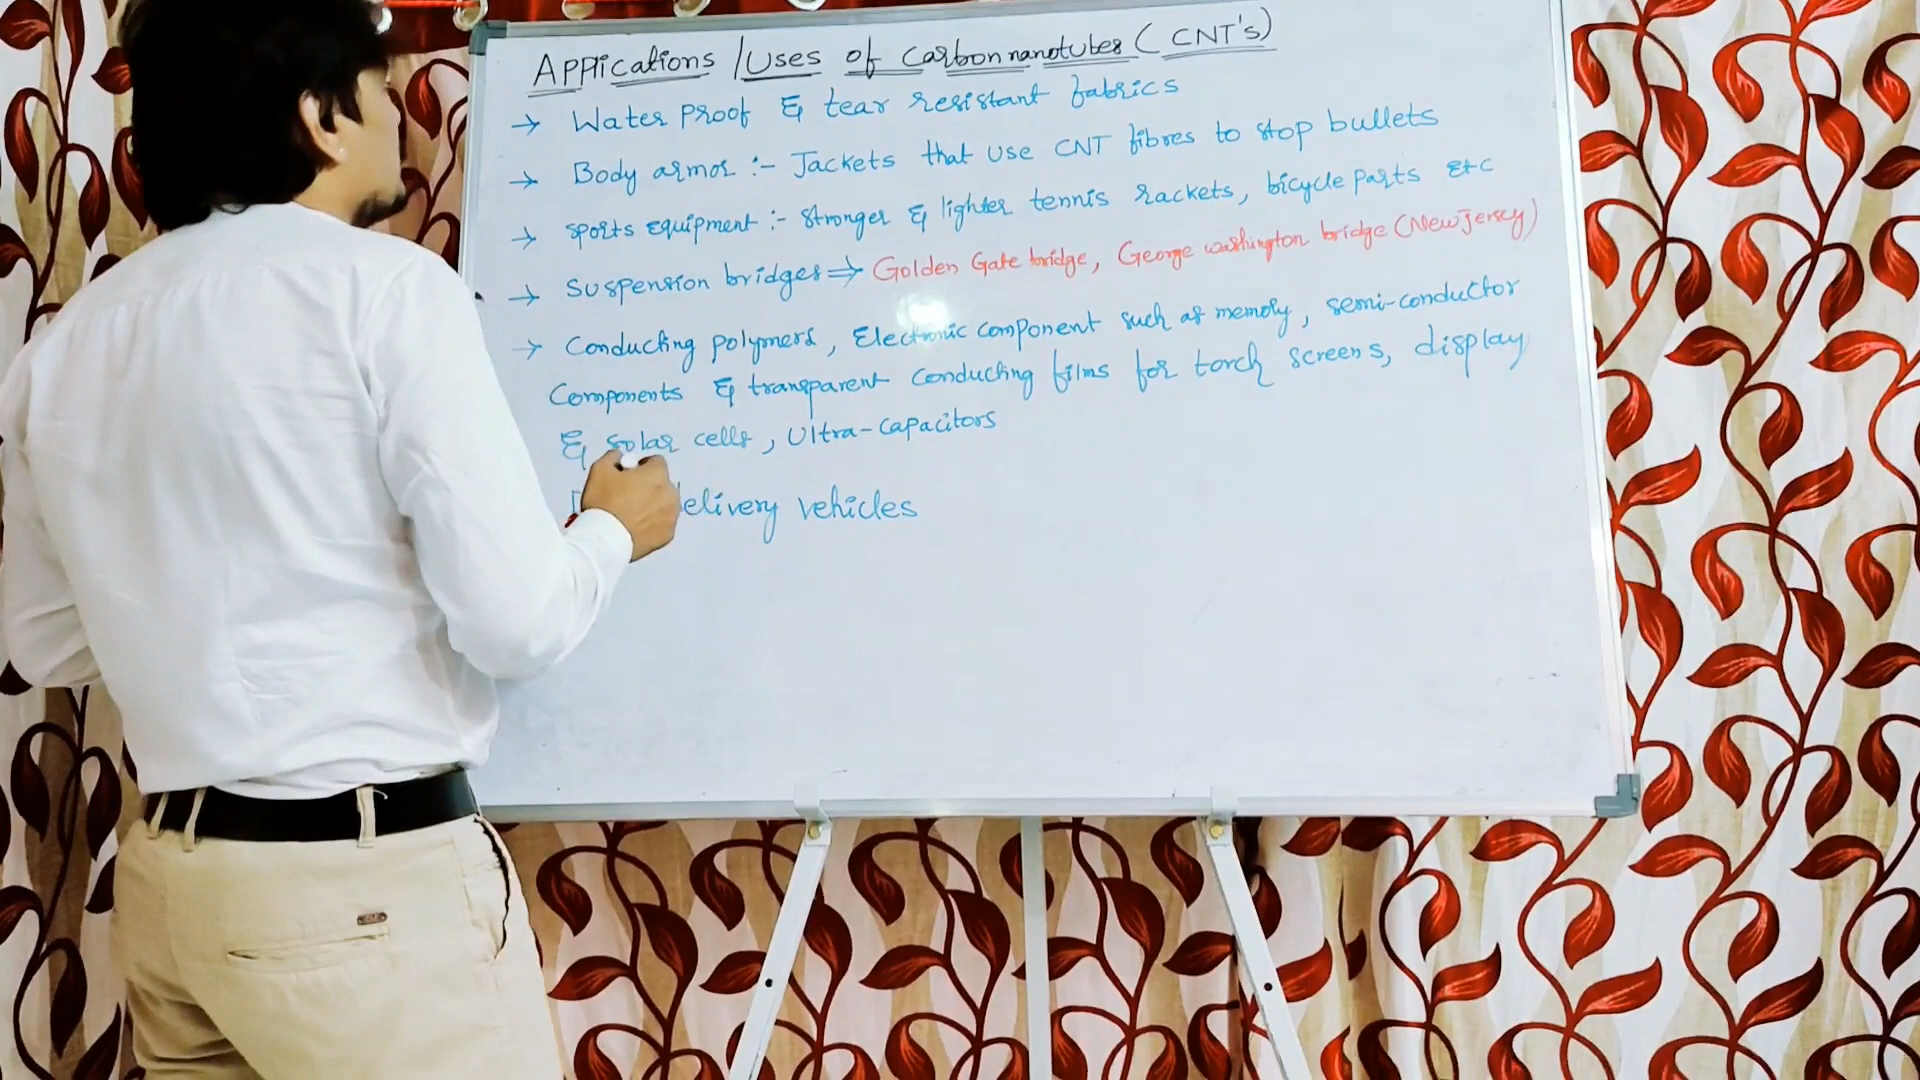 Applications / Uses of Carbon nanotubes ( CNT's )
→ Water Proof & tear resistant fabrics
→ Body armor :- Jackets that use CNT fibres to stop bullets
→ sports equipment :- stronger & lighter tennis rackets, bicycle parts etc
→ Suspension bridges ⇒ Golden Gate bridge, George washington bridge (New Jersey)
→ Conducting polymers, Electronic component such as memory, semi-conductor
Components & transparent conducting films for torch screens, display
& solar cells, Ultra-capacitors
vehicles